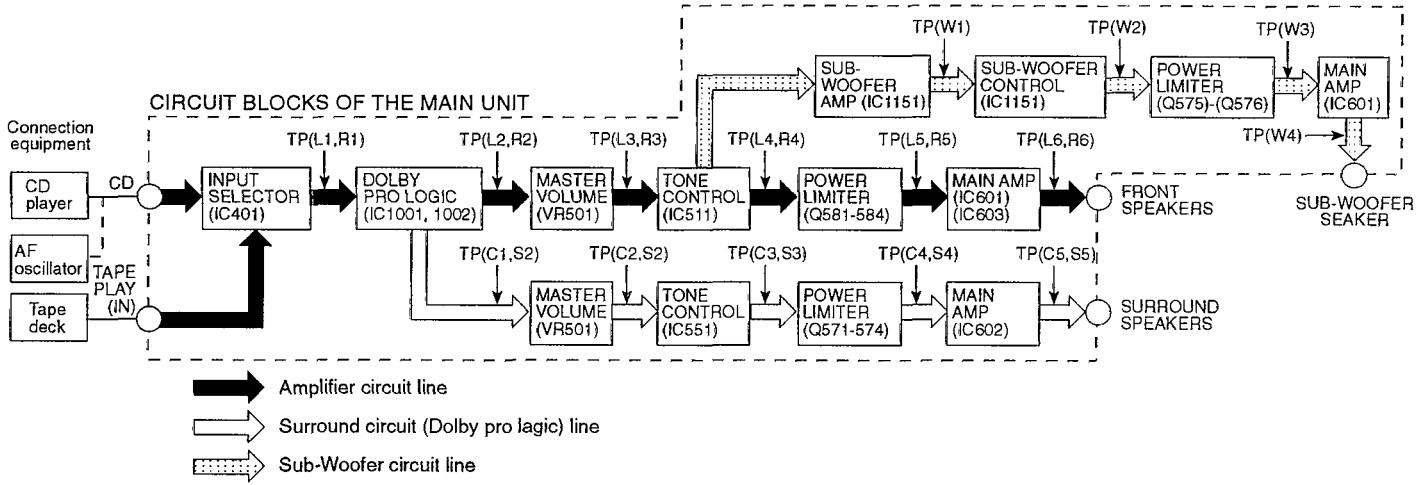 TP(W1)
TP(W2)
TP(W3)
SUB-
WOOFER
AMP (IC1151)
SUB-WOOFER
CONTROL
(IC1151)
POWER
LIMITER
(Q575)-(Q576)
MAIN
AMP
(IC601)
TP(W4)
SUB-WOOFER
SEAKER
CIRCUIT BLOCKS OF THE MAIN UNIT
Connection
equipment
CD
player
CD
AF
oscillator
TAPE
PLAY
(IN)
Tape
deck
TP(L1,R1)
TP(L2,R2)
TP(L3,R3)
TP(L4,R4)
TP(L5,R5)
TP(L6,R6)
INPUT
SELECTOR
(IC401)
DOLBY
PRO LOGIC
(IC1001, 1002)
MASTER
VOLUME
(VR501)
TONE
CONTROL
(IC511)
POWER
LIMITER
(Q581-584)
MAIN AMP
(IC601)
(IC603)
FRONT
SPEAKERS
TP(C1,S2)
TP(C2,S2)
TP(C3,S3)
TP(C4,S4)
TP(C5,S5)
MASTER
VOLUME
(VR501)
TONE
CONTROL
(IC551)
POWER
LIMITER
(Q571-574)
MAIN
AMP
(IC602)
SURROUND
SPEAKERS
Amplifier circuit line
Surround circuit (Dolby pro lagic) line
Sub-Woofer circuit line